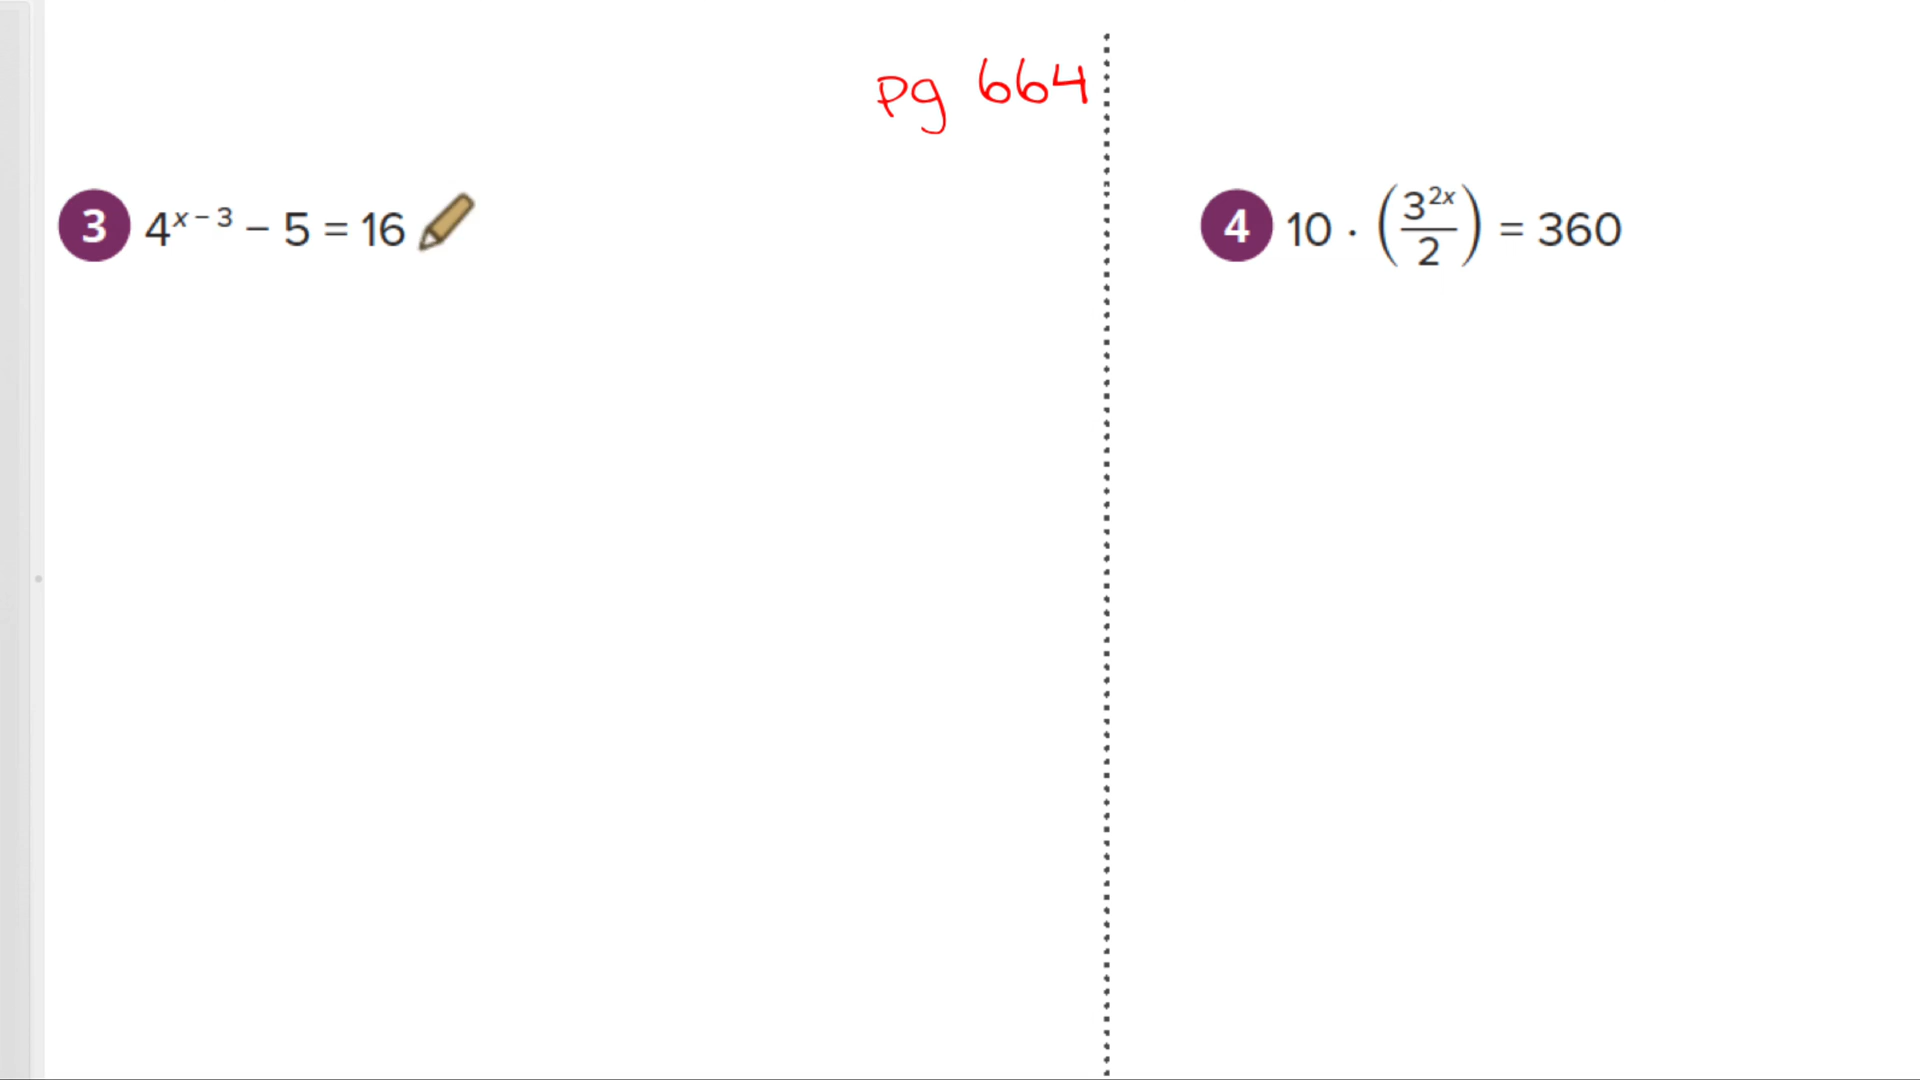 pg 664
3 4^{x – 3} – 5 = 16
4 10 · (3^{2x}/2) = 360